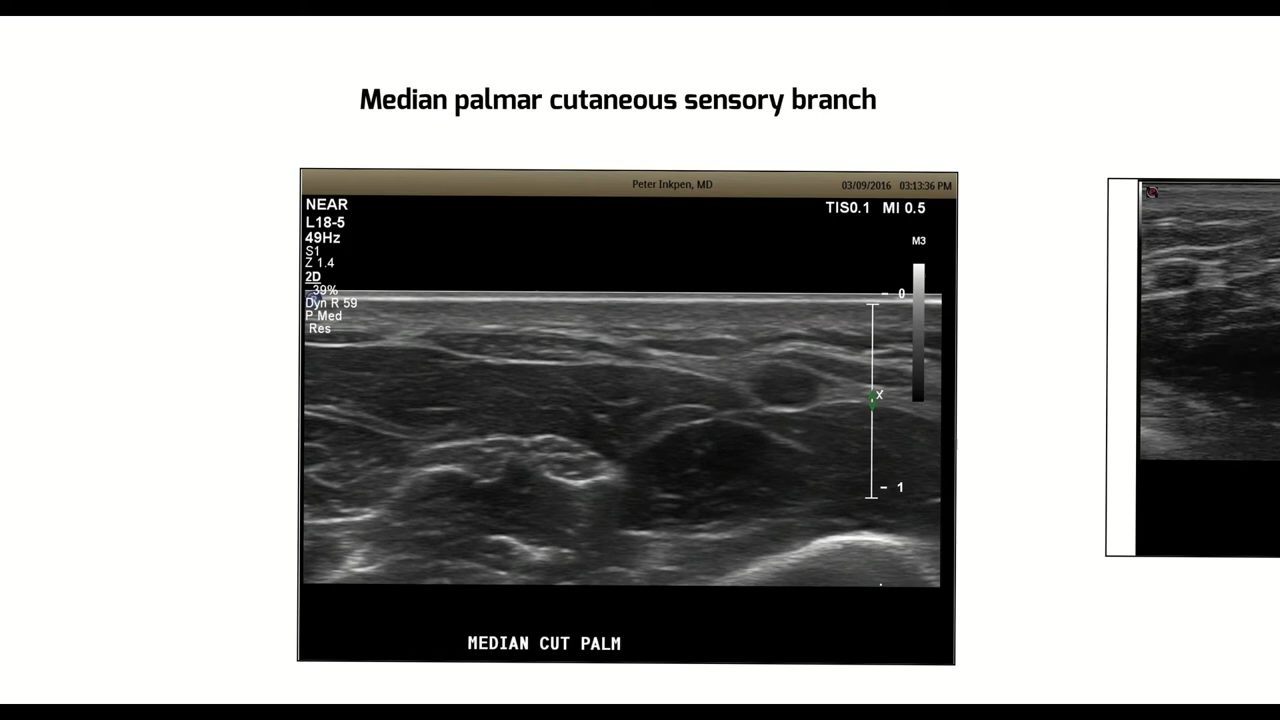 Median palmar cutaneous sensory branch
Peter Inkpen, MD 03/09/2016 03:13:36 PM
NEAR
TIS0.1 MI 0.5
L18-5
49Hz
S1
M3
Z 1.4
2D
39%
0
Dyn R 59
P Med
Res
X
1
MEDIAN CUT PALM